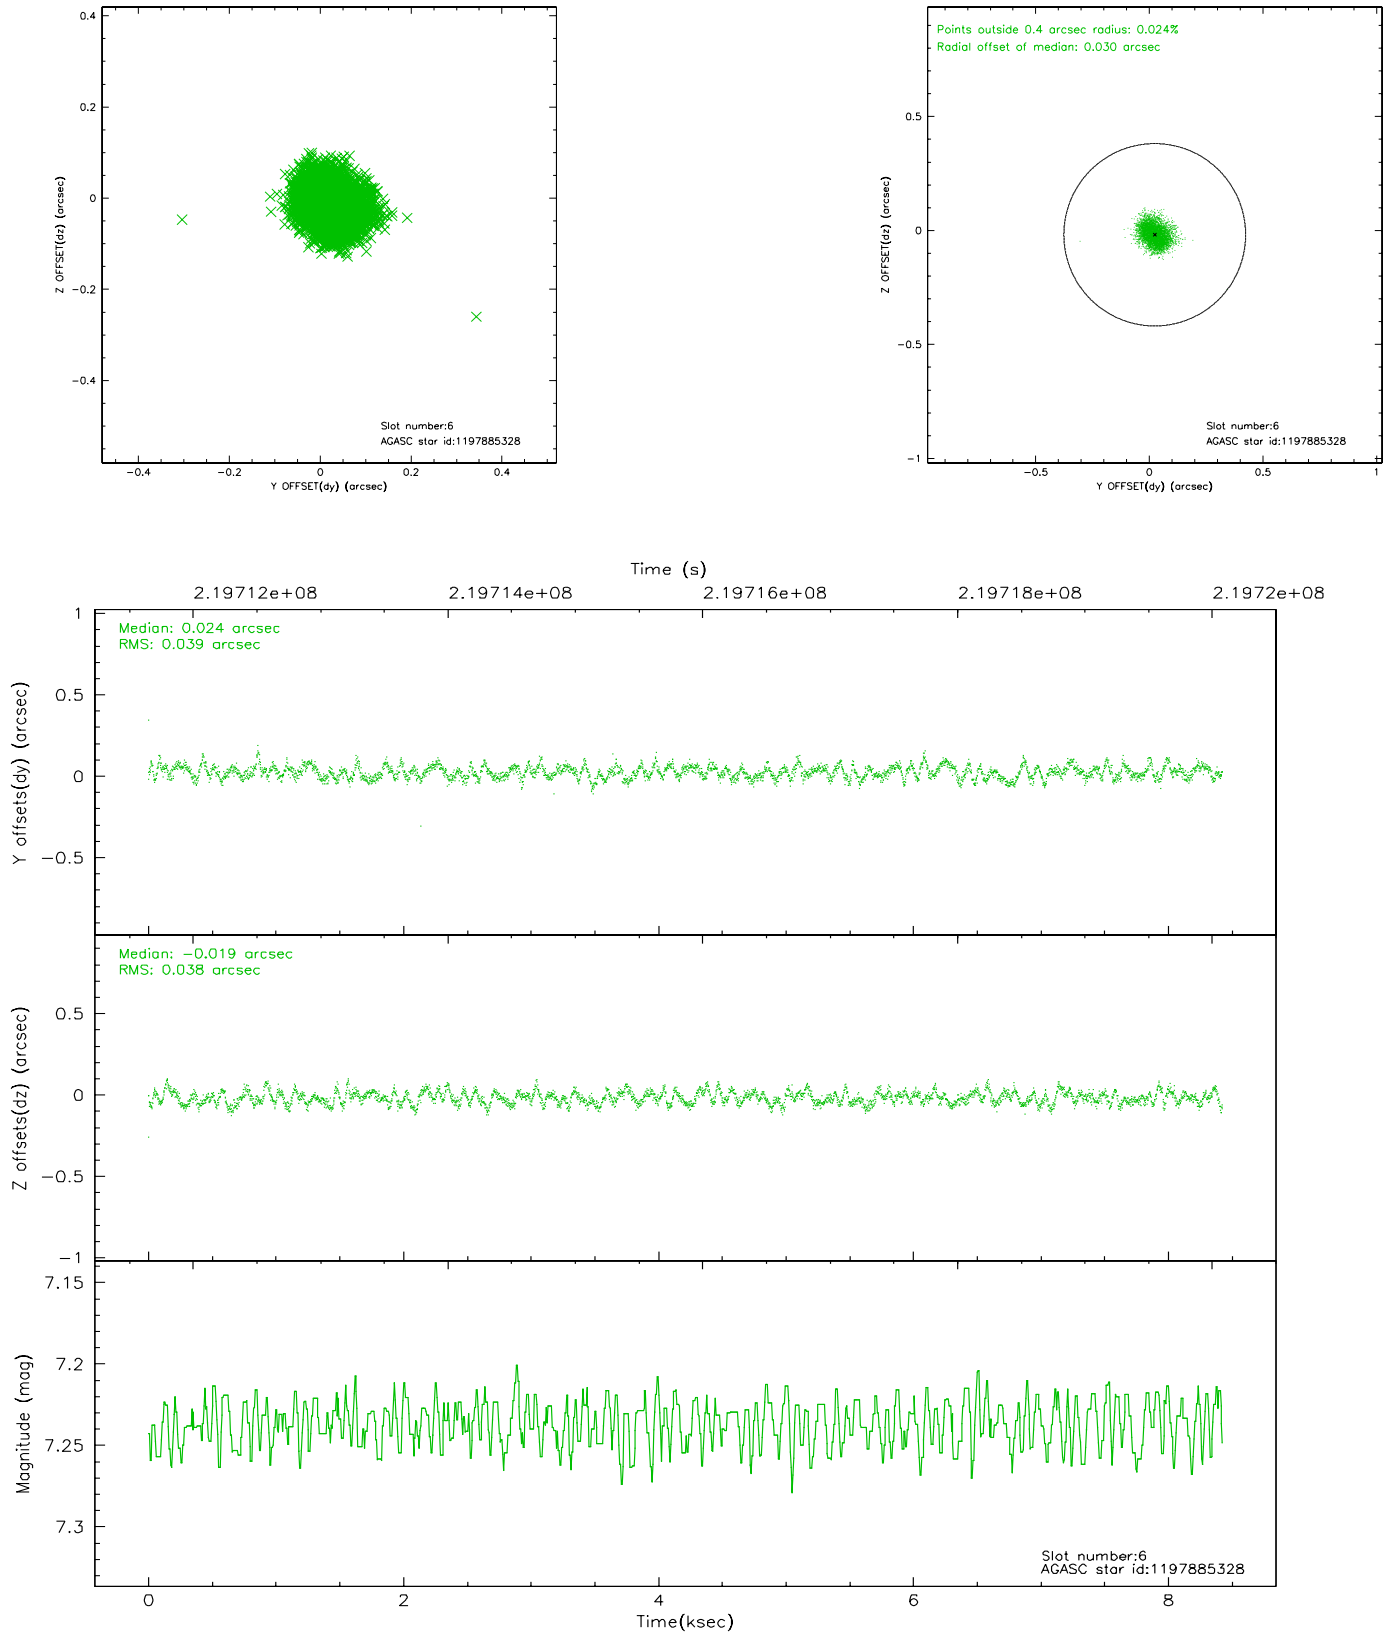 0.4
0.2
0
−0.2
−0.4
Z OFFSET(dz) (arcsec)
Slot number:6
AGASC star id:1197885328
−0.4 −0.2 0 0.2 0.4
Y OFFSET(dy) (arcsec)
Points outside 0.4 arcsec radius: 0.024%
Radial offset of median: 0.030 arcsec
0.5
0
−0.5
−1
Z OFFSET(dz) (arcsec)
Slot number:6
AGASC star id:1197885328
−0.5 0 0.5 1
Y OFFSET(dy) (arcsec)
Time (s)
2.19712e+08 2.19714e+08 2.19716e+08 2.19718e+08 2.1972e+08
Median: 0.024 arcsec
RMS: 0.039 arcsec
1
0.5
0
−0.5
Y offsets(dy) (arcsec)
Median: −0.019 arcsec
RMS: 0.038 arcsec
0.5
0
−0.5
−1
Z offsets(dz) (arcsec)
7.15
7.2
7.25
7.3
Magnitude (mag)
Slot number:6
AGASC star id:1197885328
0 2 4 6 8
Time(ksec)